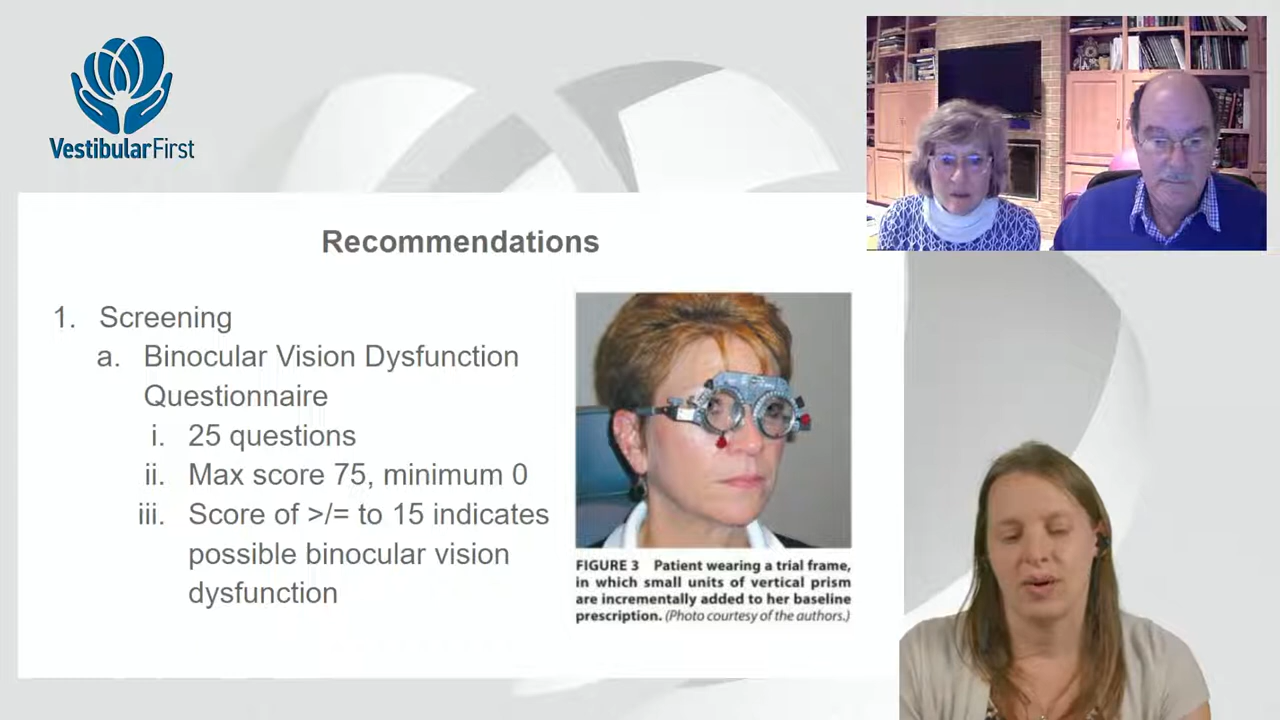 VestibularFirst
Recommendations
1. Screening
a. Binocular Vision Dysfunction
Questionnaire
i. 25 questions
ii. Max score 75, minimum 0
iii. Score of >/= to 15 indicates
possible binocular vision
dysfunction
FIGURE 3 Patient wearing a trial frame,
in which small units of vertical prism
are incrementally added to her baseline
prescription. (Photo courtesy of the authors.)